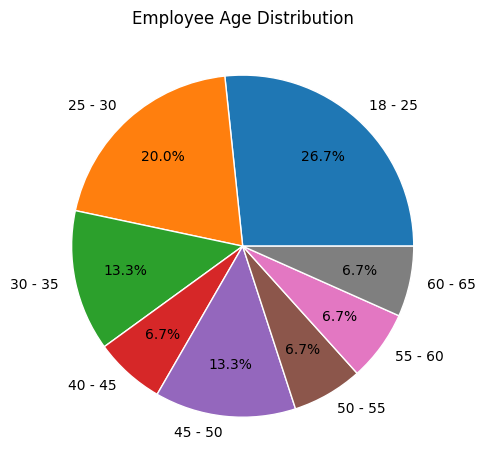 Employee Age Distribution
18 - 25
26.7%
25 - 30
20.0%
30 - 35
13.3%
40 - 45
6.7%
45 - 50
13.3%
50 - 55
6.7%
55 - 60
6.7%
60 - 65
6.7%